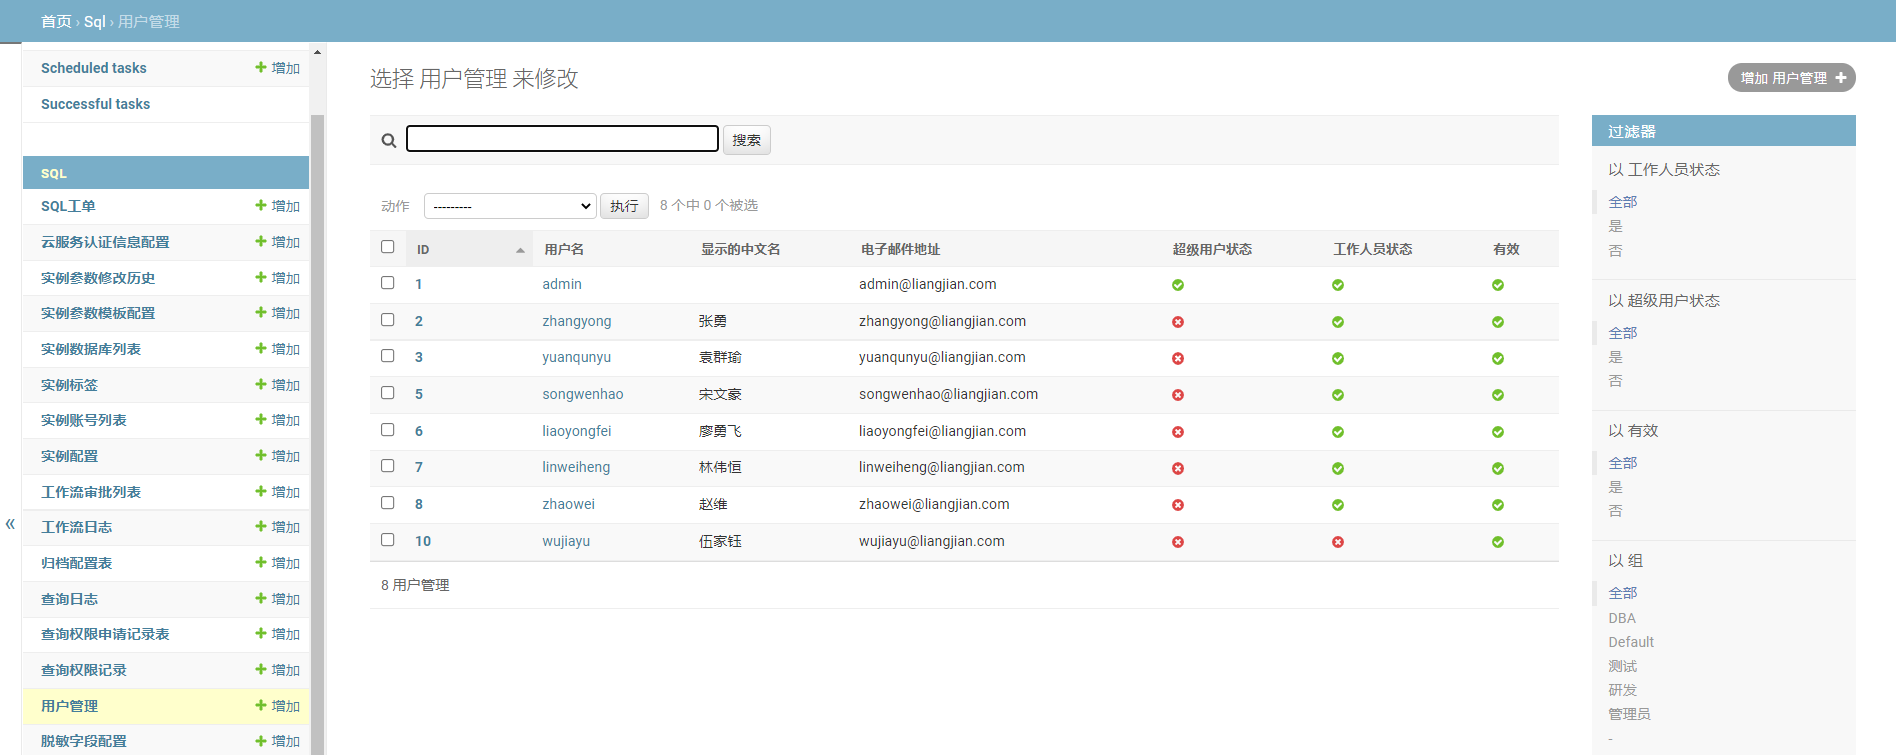 首页 › Sql › 用户管理
Scheduled tasks 增加
Successful tasks
SQL
SQL工单 增加
云服务认证信息配置 增加
实例参数修改历史 增加
实例参数模板配置 增加
实例数据库列表 增加
实例标签 增加
实例账号列表 增加
实例配置 增加
工作流审批列表 增加
工作流日志 增加
归档配置表 增加
查询日志 增加
查询权限申请记录表 增加
查询权限记录 增加
用户管理 增加
脱敏字段配置 增加
«
选择 用户管理 来修改
增加 用户管理
搜索
动作 --------- 执行 8 个中 0 个被选
ID 用户名 显示的中文名 电子邮件地址 超级用户状态 工作人员状态 有效
1 admin admin@liangjian.com
2 zhangyong 张勇 zhangyong@liangjian.com
3 yuanqunyu 袁群瑜 yuanqunyu@liangjian.com
5 songwenhao 宋文豪 songwenhao@liangjian.com
6 liaoyongfei 廖勇飞 liaoyongfei@liangjian.com
7 linweiheng 林伟恒 linweiheng@liangjian.com
8 zhaowei 赵维 zhaowei@liangjian.com
10 wujiayu 伍家钰 wujiayu@liangjian.com
8 用户管理
过滤器
以 工作人员状态
全部
是
否
以 超级用户状态
全部
是
否
以 有效
全部
是
否
以 组
全部
DBA
Default
测试
研发
管理员
-